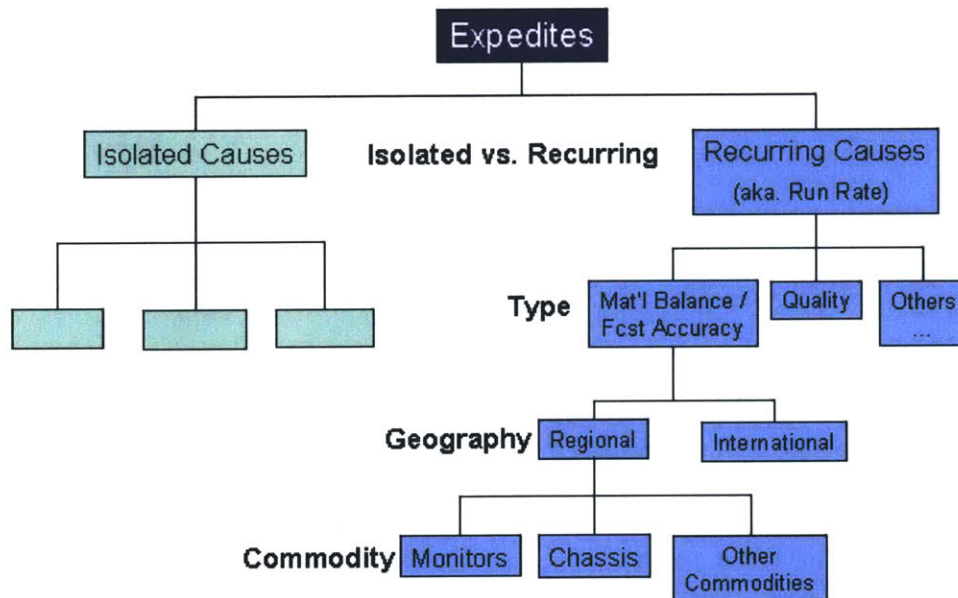 Expedites
Isolated Causes
Isolated vs. Recurring
Recurring Causes
(aka. Run Rate)
Type
Mat'l Balance /
Fcst Accuracy
Quality
Others
...
Geography
Regional
International
Commodity
Monitors
Chassis
Other
Commodities